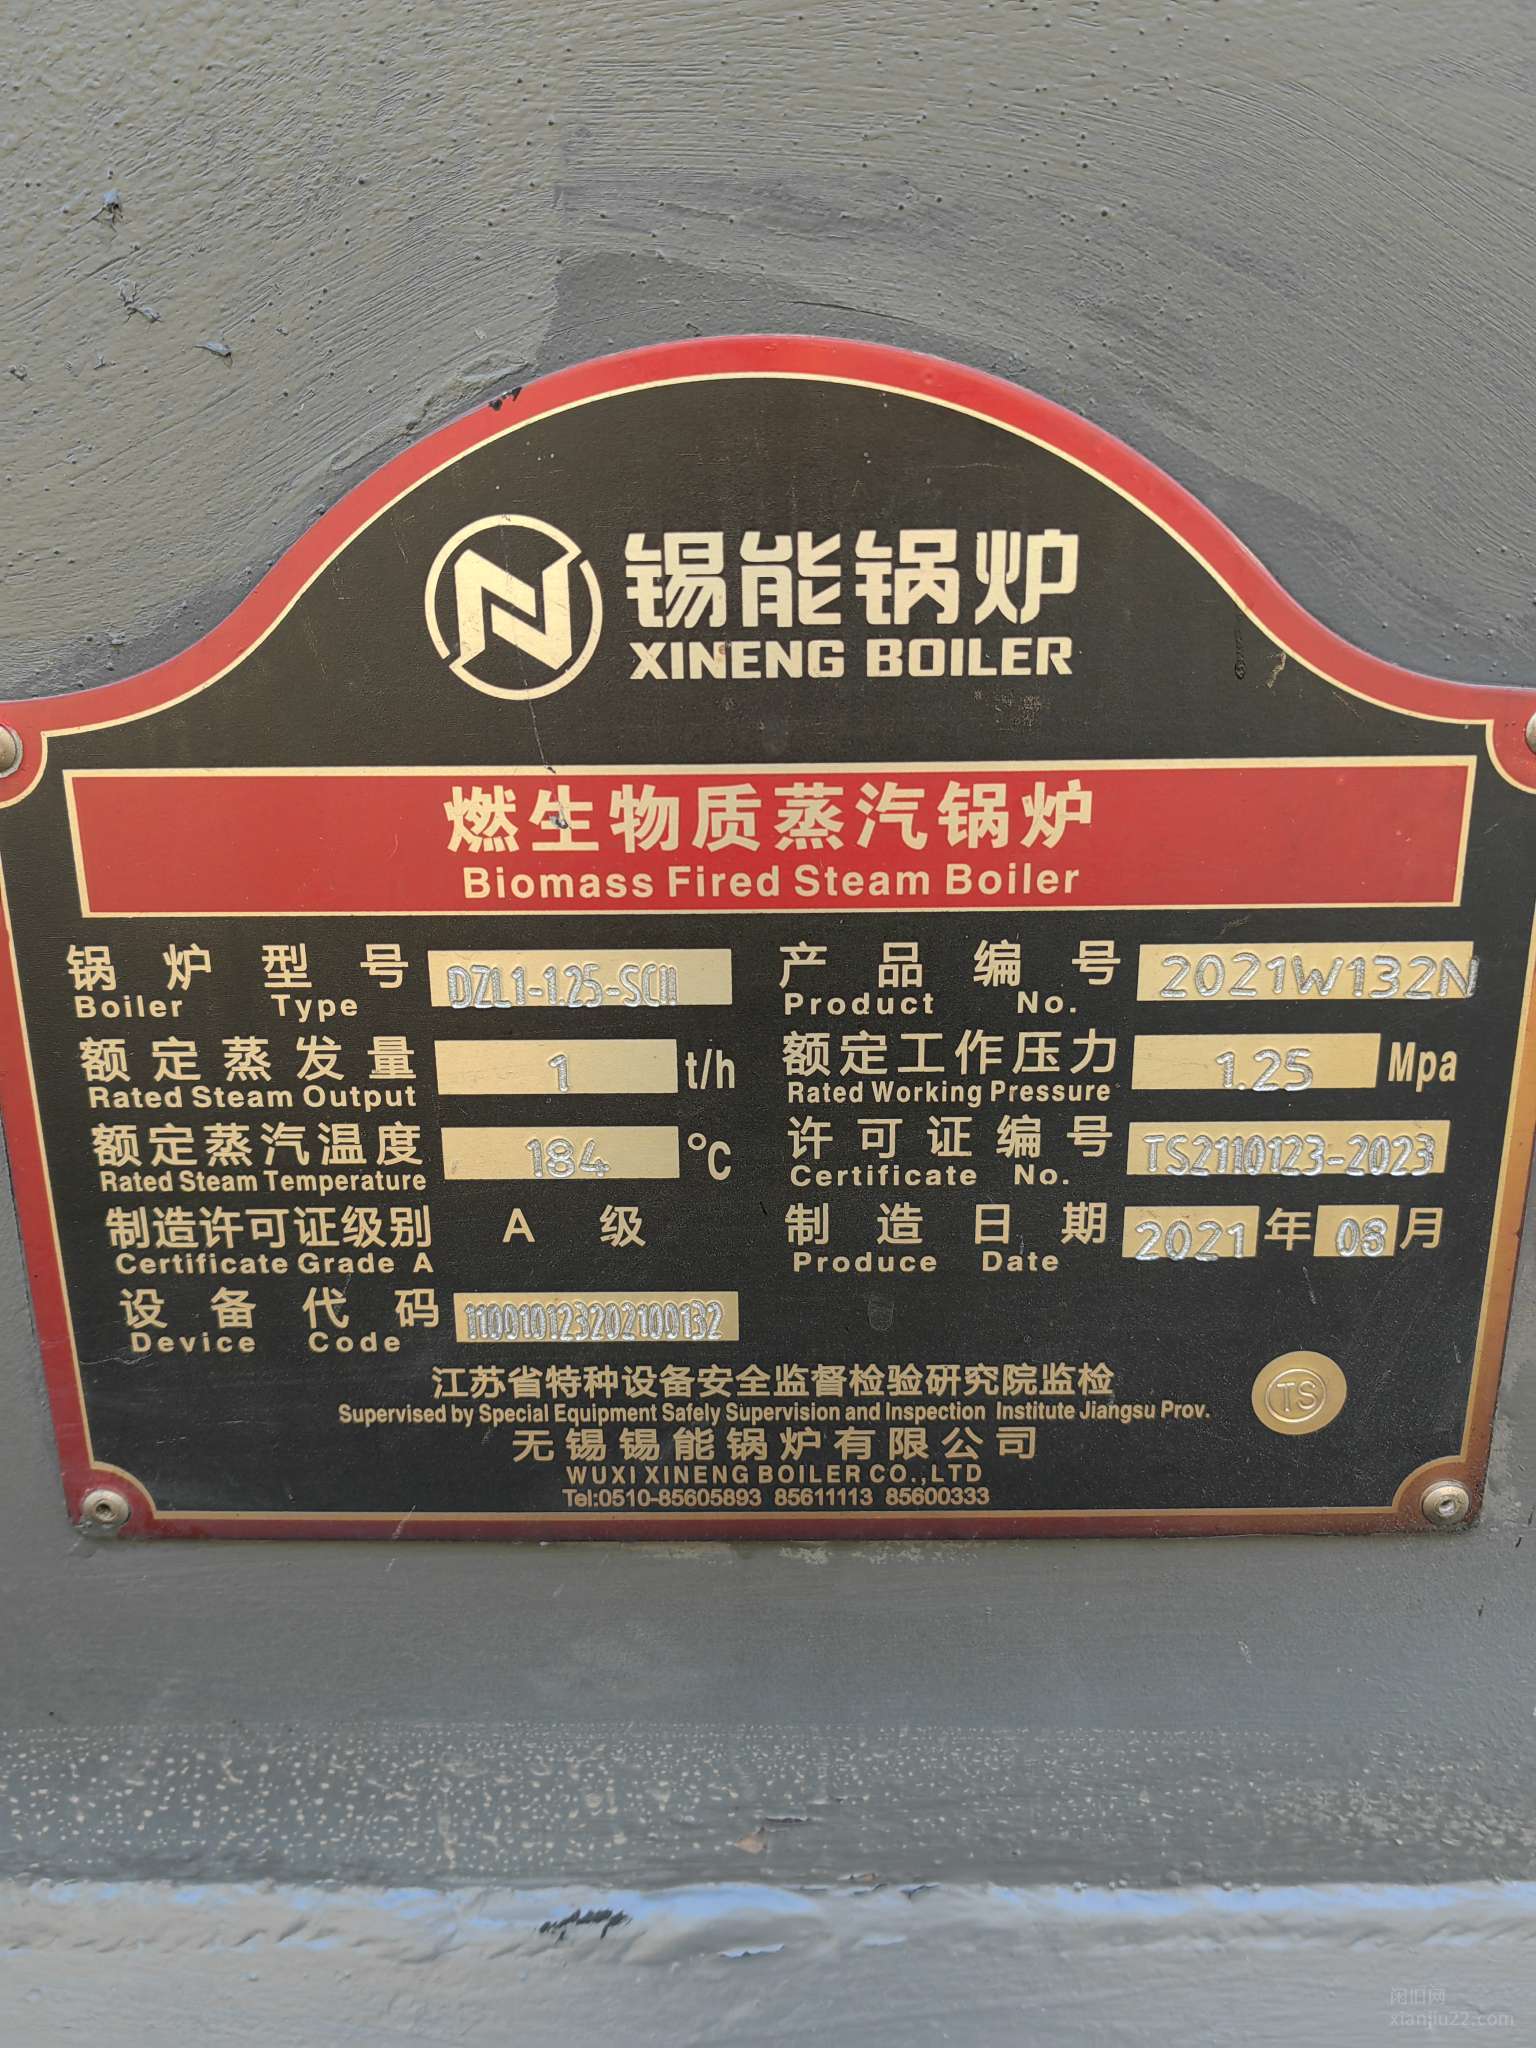 锡能锅炉
XINENG BOILER
燃生物质蒸汽锅炉
Biomass Fired Steam Boiler
锅炉型号 DZL1-1.25-SCII 产品编号 2021W132N
Boiler Type Product No.
额定蒸发量 1 t/h 额定工作压力 1.25 Mpa
Rated Steam Output Rated Working Pressure
额定蒸汽温度 184 ℃ 许可证编号 TS2110123-2023
Rated Steam Temperature Certificate No.
制造许可证级别 A 级 制造日期 2021 年 08 月
Certificate Grade A Produce Date
设备代码 110010123202100132
Device Code
江苏省特种设备安全监督检验研究院监检
Supervised by Special Equipment Safely Supervision and Inspection Institute Jiangsu Prov.
TS
无锡锡能锅炉有限公司
WUXI XINENG BOILER CO.,LTD
Tel:0510-85605893 85611113 85600333
闲旧网
xianjiu22.com